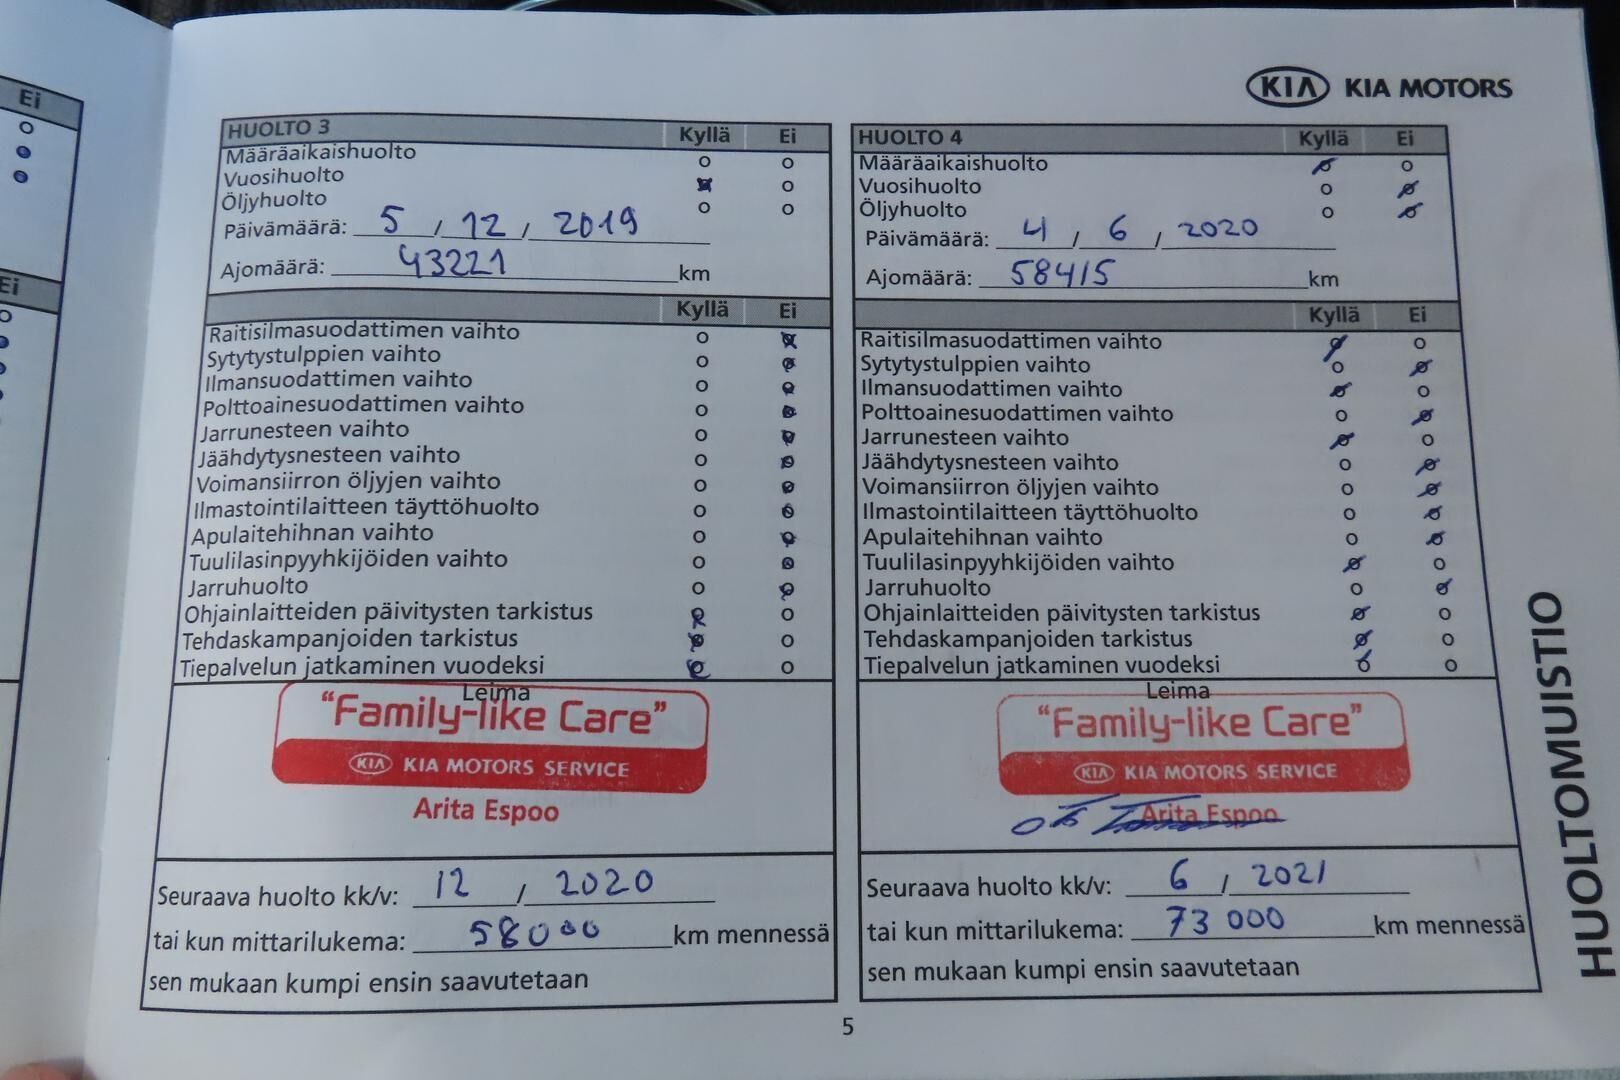 KIA KIA MOTORS
Ei
Ei
HUOLTO 3 Kyllä Ei
Määräaikaishuolto
Vuosihuolto
Öljyhuolto
Päivämäärä: 5 / 12 / 2019
Ajomäärä: 43221 km
Kyllä Ei
Raitisilmasuodattimen vaihto
Sytytystulppien vaihto
Ilmansuodattimen vaihto
Polttoainesuodattimen vaihto
Jarrunesteen vaihto
Jäähdytysnesteen vaihto
Voimansiirron öljyjen vaihto
Ilmastointilaitteen täyttöhuolto
Apulaitehihnan vaihto
Tuulilasinpyyhkijöiden vaihto
Jarruhuolto
Ohjainlaitteiden päivitysten tarkistus
Tehdaskampanjoiden tarkistus
Tiepalvelun jatkaminen vuodeksi
Leima
"Family-like Care"
KIA KIA MOTORS SERVICE
Arita Espoo
Seuraava huolto kk/v: 12 / 2020
tai kun mittarilukema: 58000 km mennessä
sen mukaan kumpi ensin saavutetaan
HUOLTO 4 Kyllä Ei
Määräaikaishuolto
Vuosihuolto
Öljyhuolto
Päivämäärä: 4 / 6 / 2020
Ajomäärä: 58415 km
Kyllä Ei
Raitisilmasuodattimen vaihto
Sytytystulppien vaihto
Ilmansuodattimen vaihto
Polttoainesuodattimen vaihto
Jarrunesteen vaihto
Jäähdytysnesteen vaihto
Voimansiirron öljyjen vaihto
Ilmastointilaitteen täyttöhuolto
Apulaitehihnan vaihto
Tuulilasinpyyhkijöiden vaihto
Jarruhuolto
Ohjainlaitteiden päivitysten tarkistus
Tehdaskampanjoiden tarkistus
Tiepalvelun jatkaminen vuodeksi
Leima
"Family-like Care"
KIA KIA MOTORS SERVICE
Arita Espoo
Seuraava huolto kk/v: 6 / 2021
tai kun mittarilukema: 73 000 km mennessä
sen mukaan kumpi ensin saavutetaan
HUOLTOMUISTIO
5